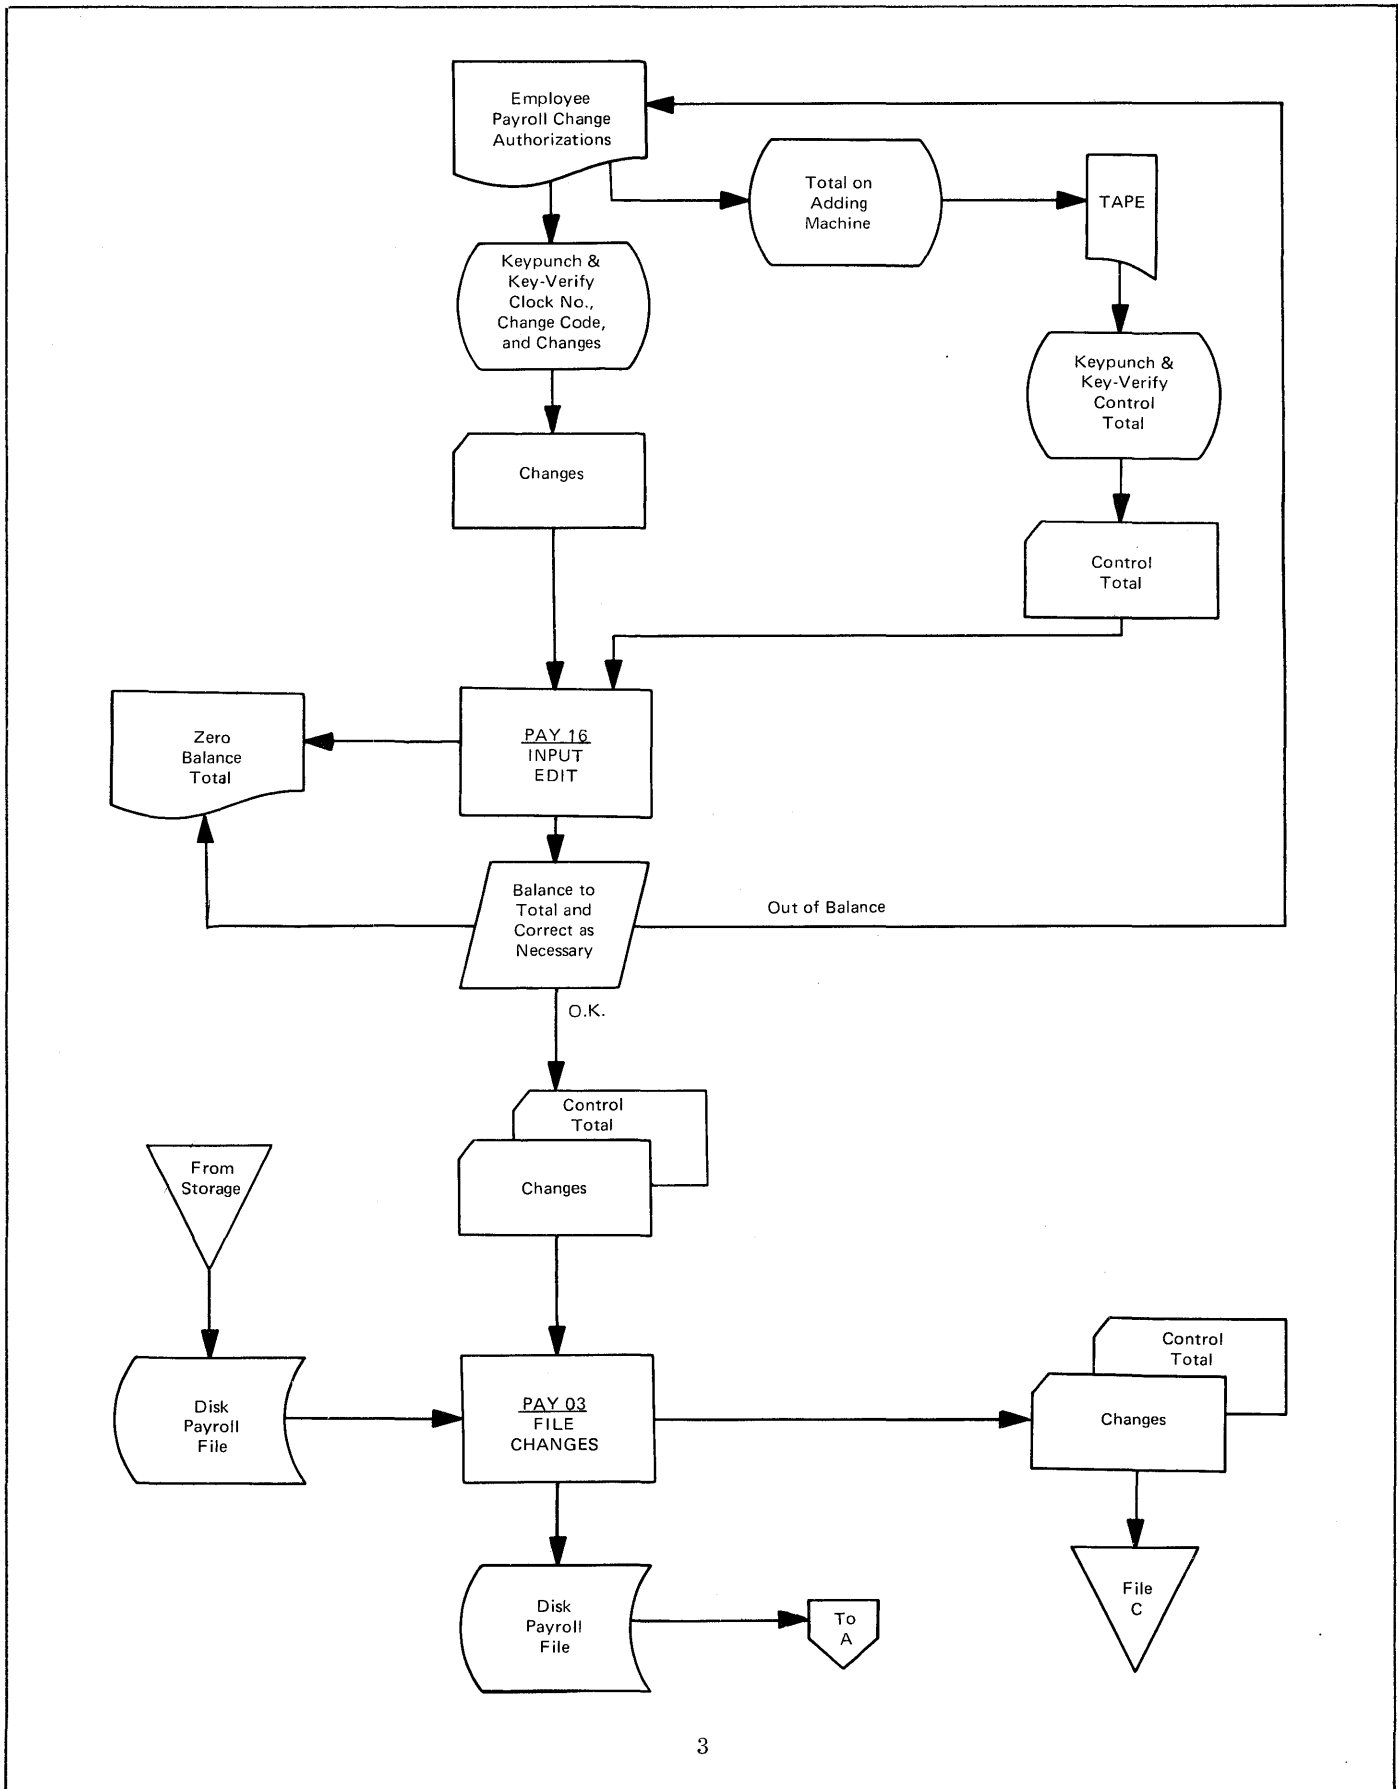 Employee
Payroll Change
Authorizations
Total on
Adding
Machine
TAPE
Keypunch &
Key-Verify
Clock No.,
Change Code,
and Changes
Keypunch &
Key-Verify
Control
Total
Changes
Control
Total
Zero
Balance
Total
PAY 16
INPUT
EDIT
Balance to
Total and
Correct as
Necessary
Out of Balance
O.K.
Control
Total
Changes
From
Storage
Disk
Payroll
File
PAY 03
FILE
CHANGES
Control
Total
Changes
Disk
Payroll
File
To
A
File
C
3